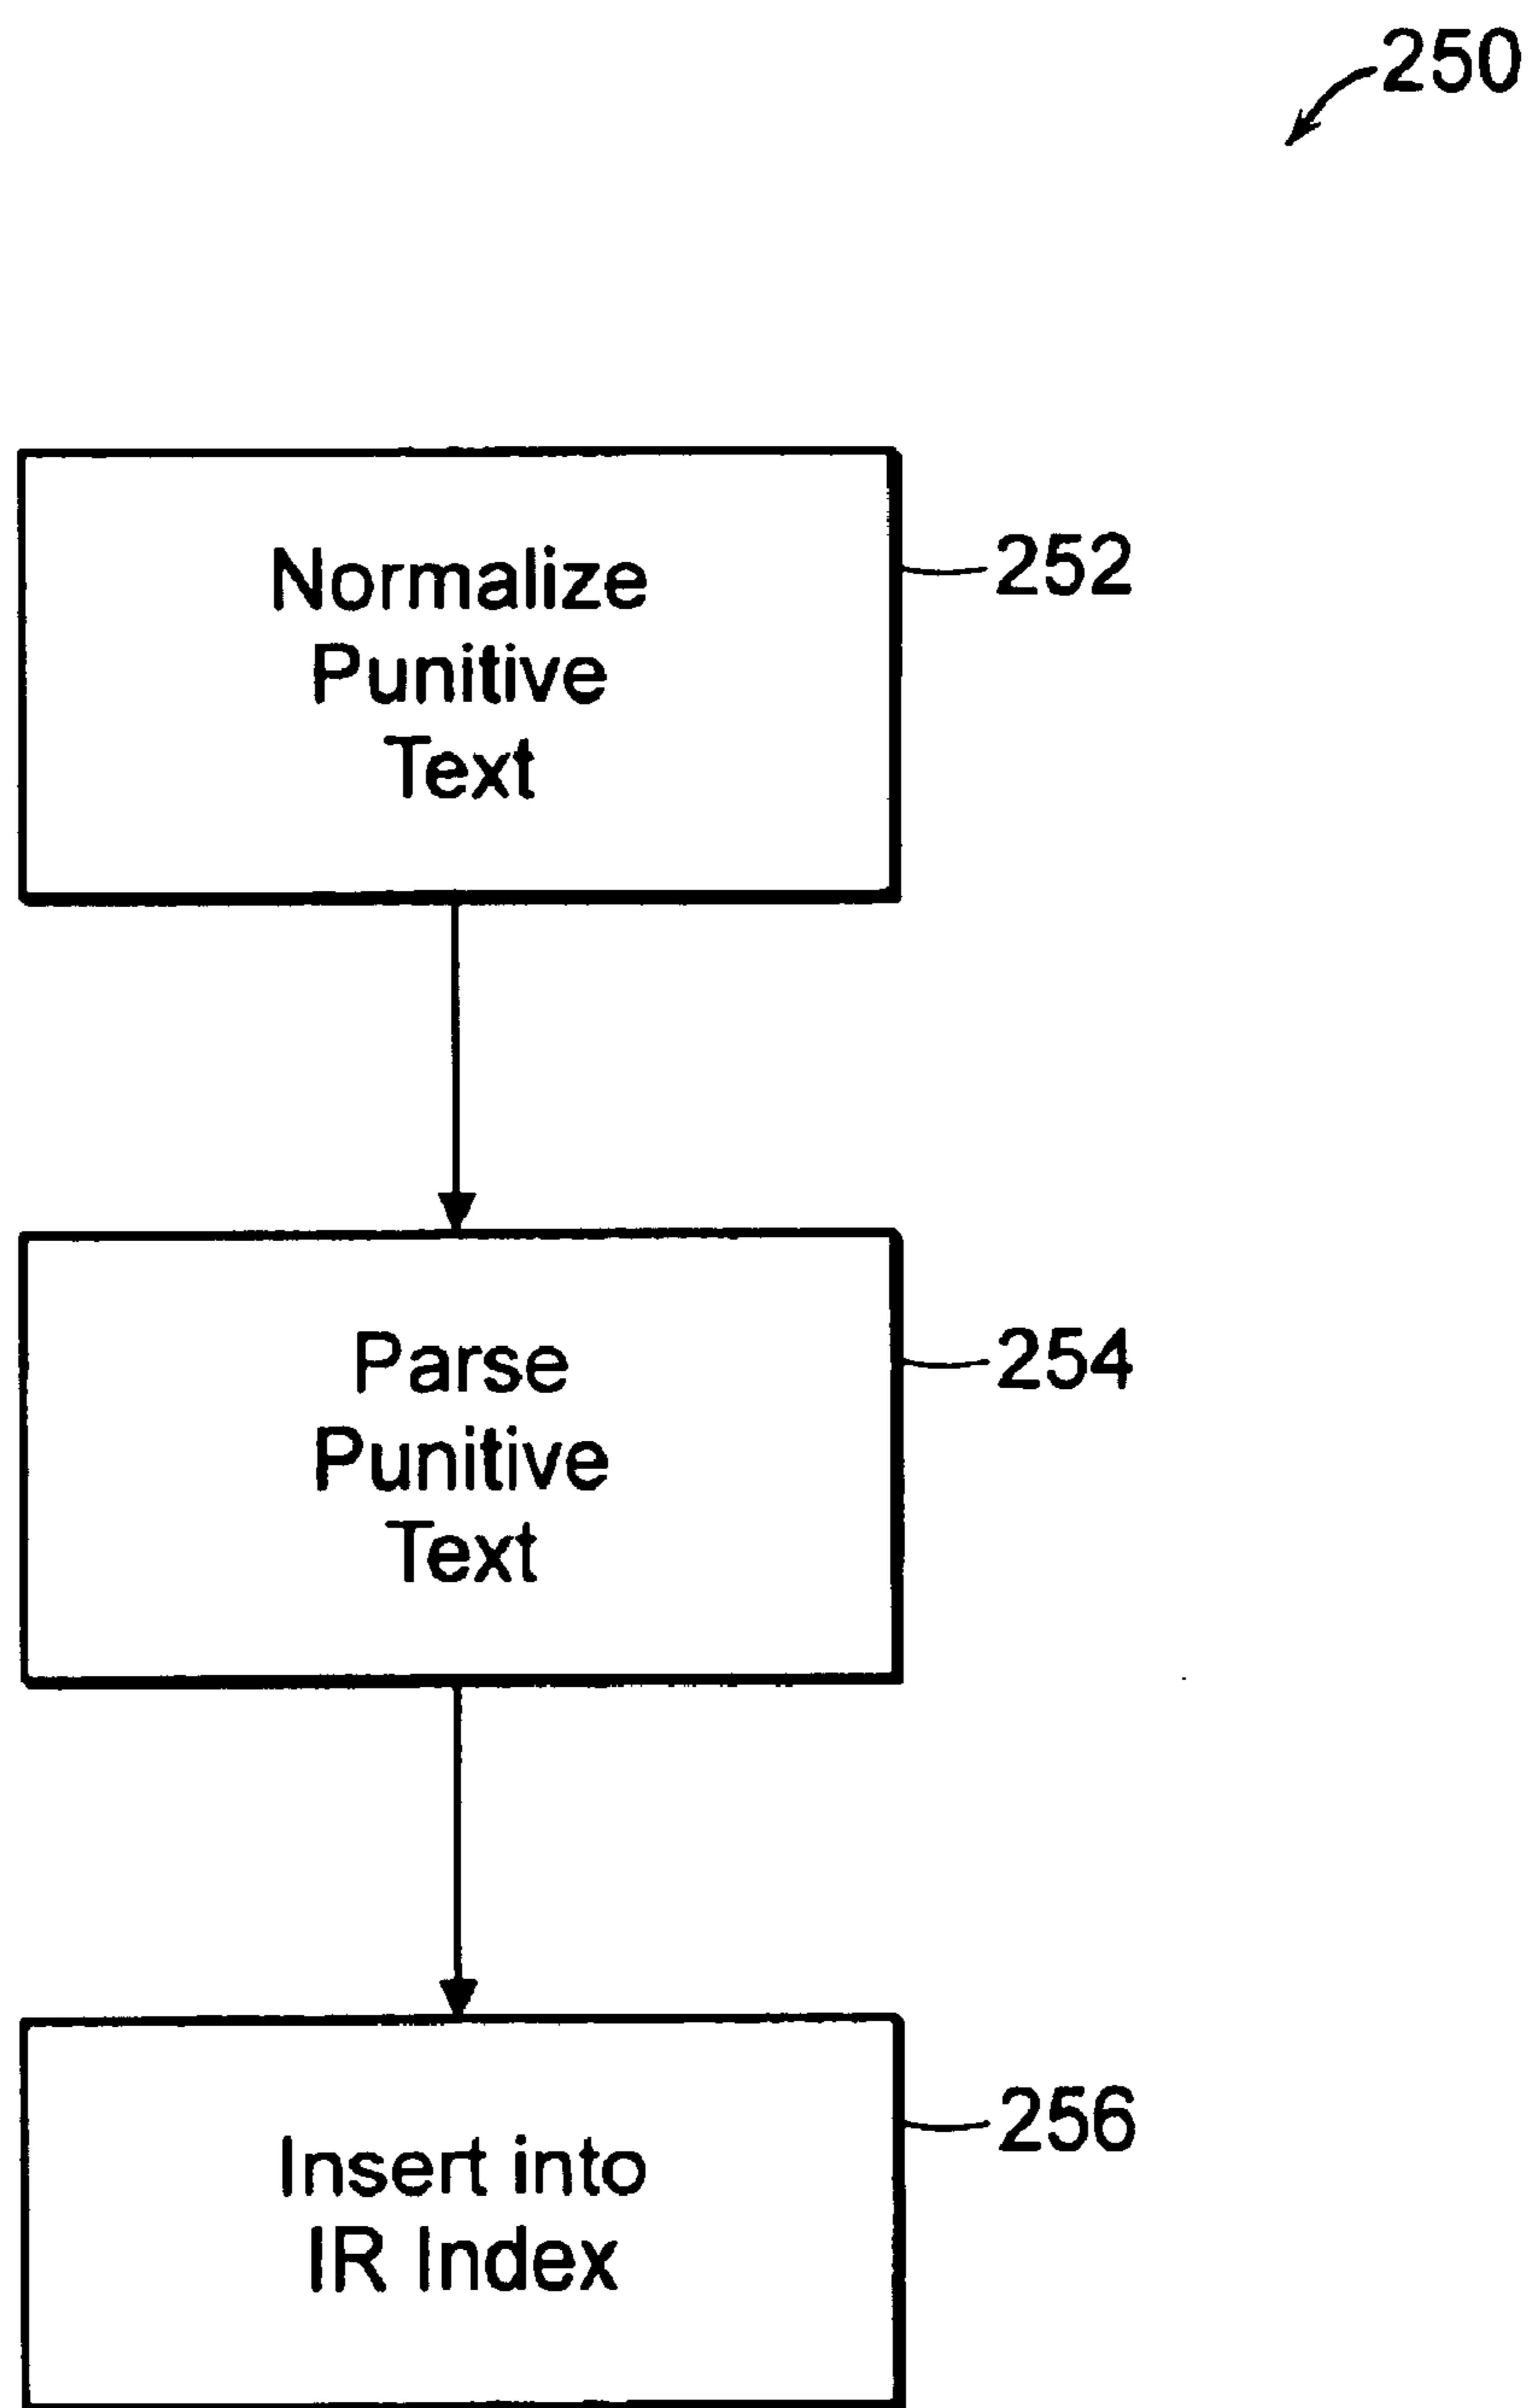 250
Normalize
Punitive
Text
252
Parse
Punitive
Text
254
Insert into
IR Index
256